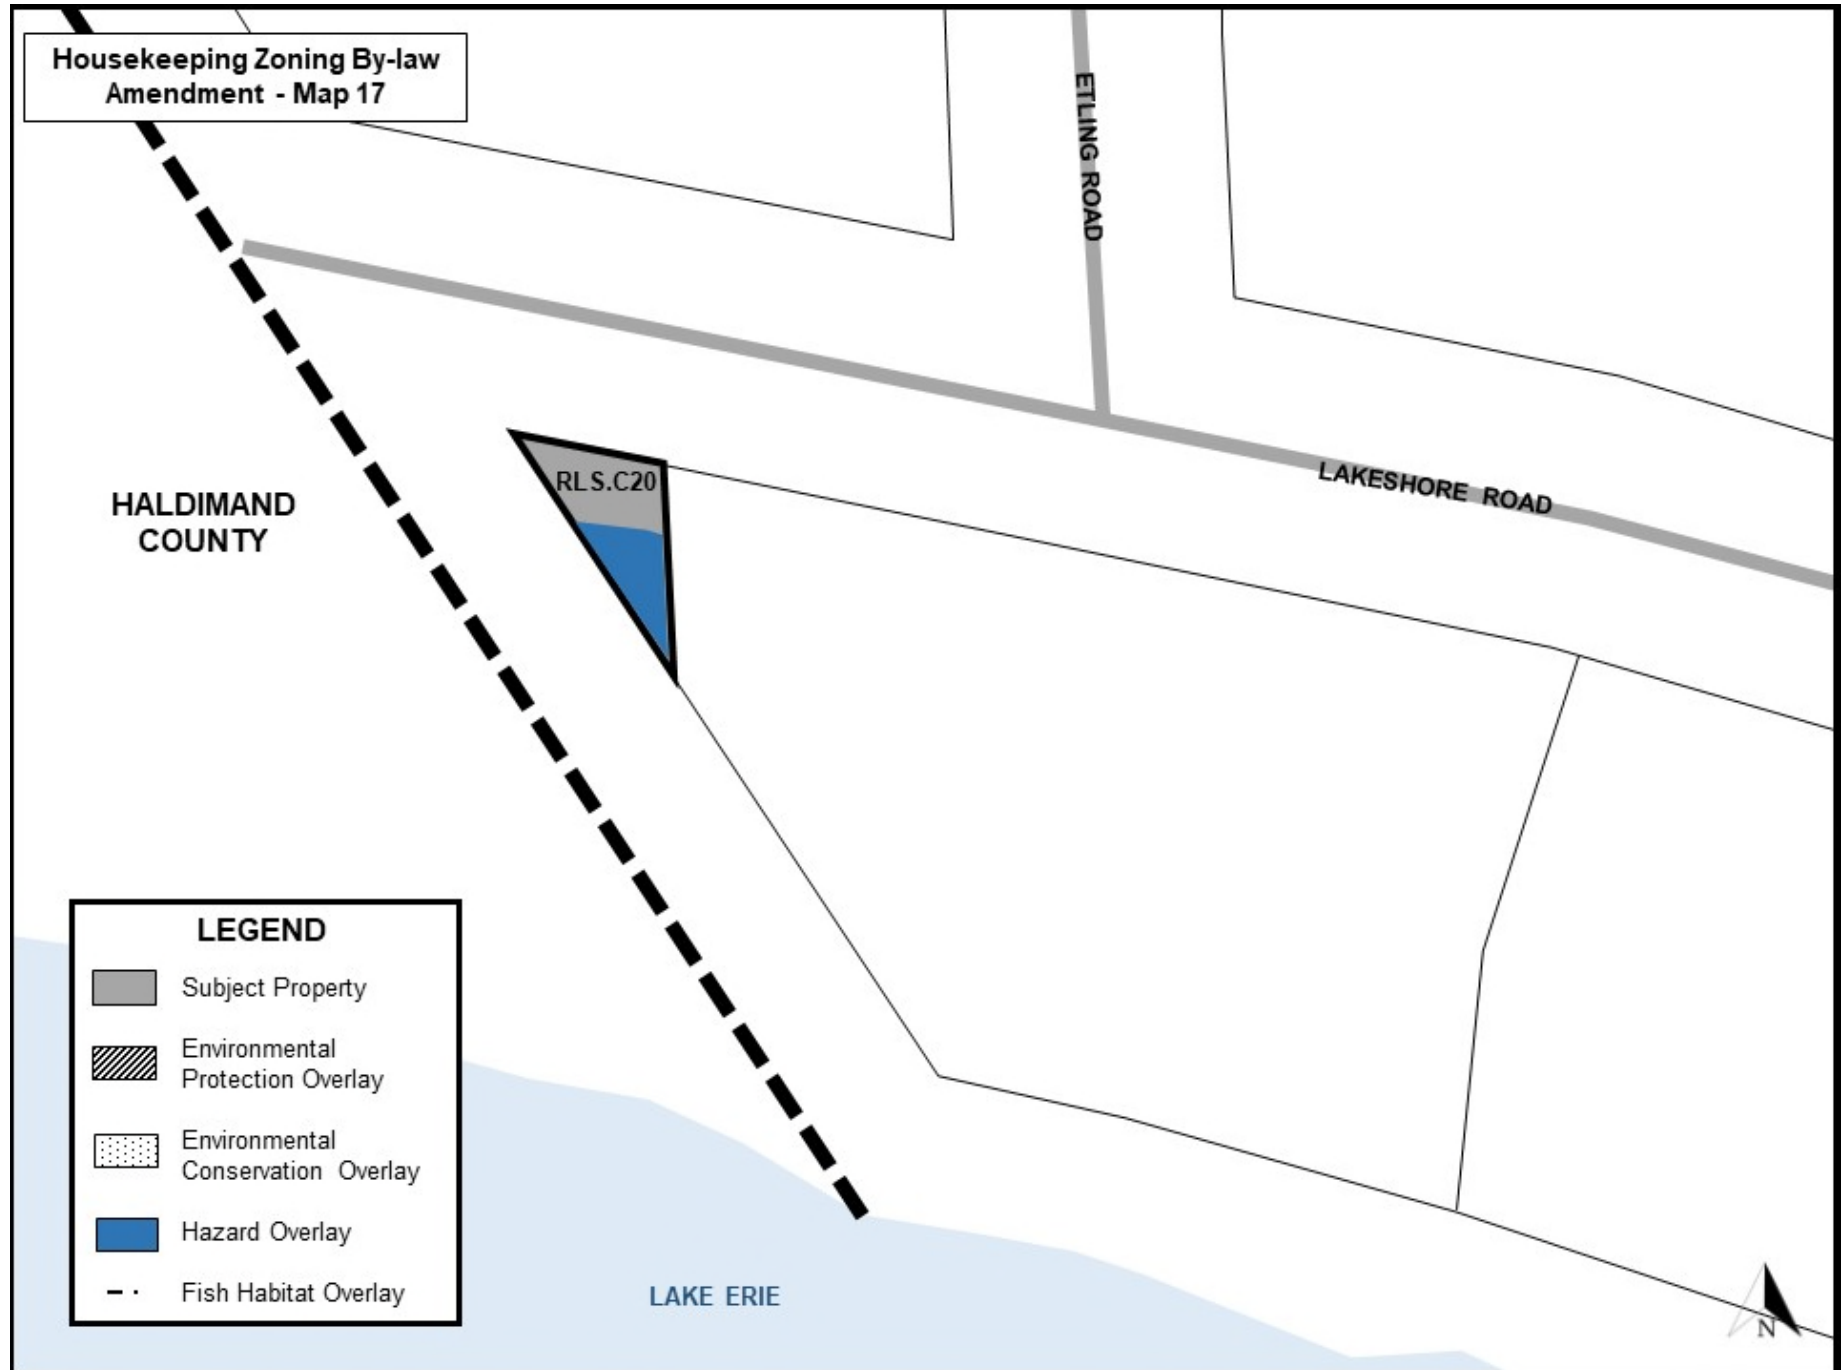 Housekeeping Zoning By-law
Amendment - Map 17
ETLING ROAD
RLS.C20
LAKESHORE ROAD
HALDIMAND
COUNTY
LEGEND
Subject Property
Environmental
Protection Overlay
Environmental
Conservation Overlay
Hazard Overlay
Fish Habitat Overlay
LAKE ERIE
N